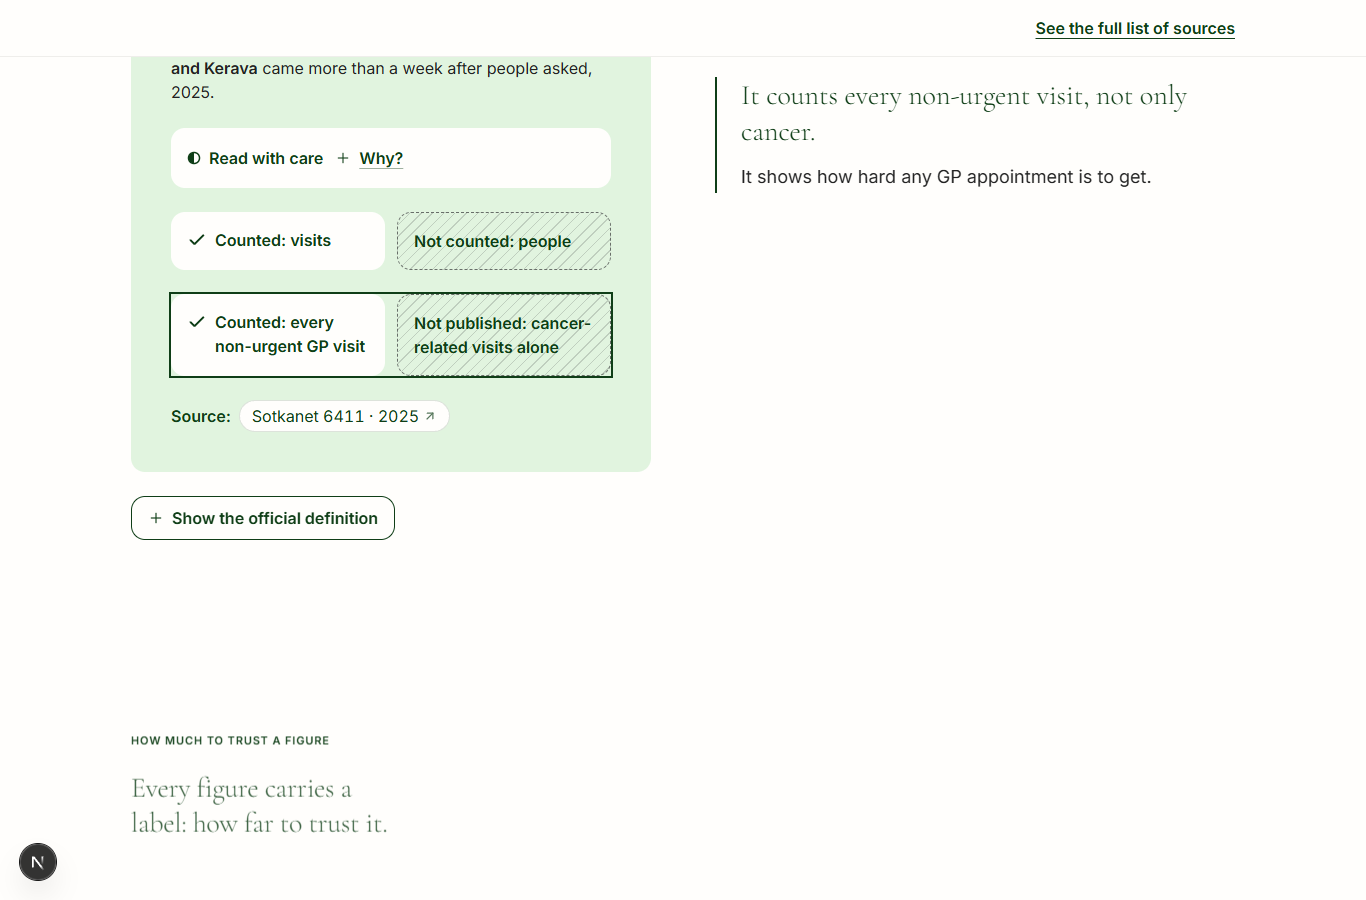 See the full list of sources
and Kerava came more than a week after people asked,
2025.
Read with care + Why?
Counted: visits
Not counted: people
Counted: every
non-urgent GP visit
Not published: cancer-
related visits alone
Source: Sotkanet 6411 · 2025 ↗
+ Show the official definition
It counts every non-urgent visit, not only
cancer.
It shows how hard any GP appointment is to get.
HOW MUCH TO TRUST A FIGURE
Every figure carries a
label: how far to trust it.
N